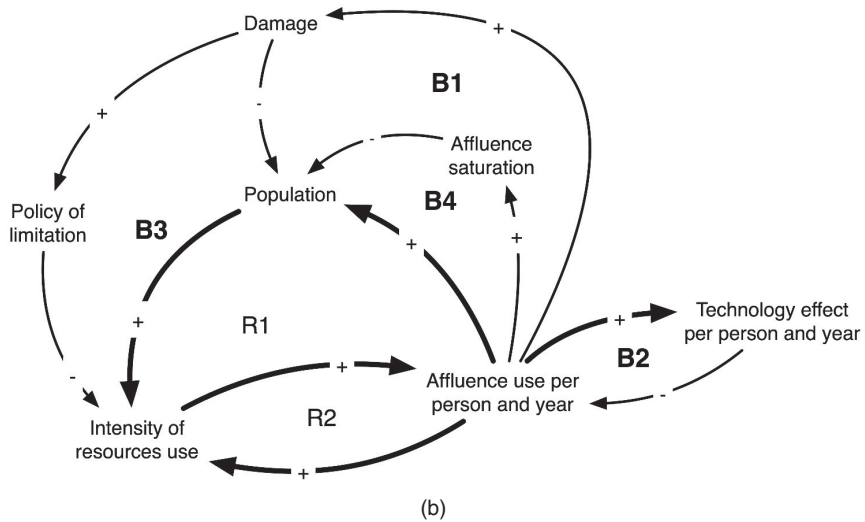 Damage
+
B1
-
+
Affluence
saturation
-
Population
B4
Policy of
limitation
B3
+
+
+
R1
+
Technology effect
per person and year
B2
+
-
Affluence use per
person and year
-
R2
Intensity of
resources use
+
(b)